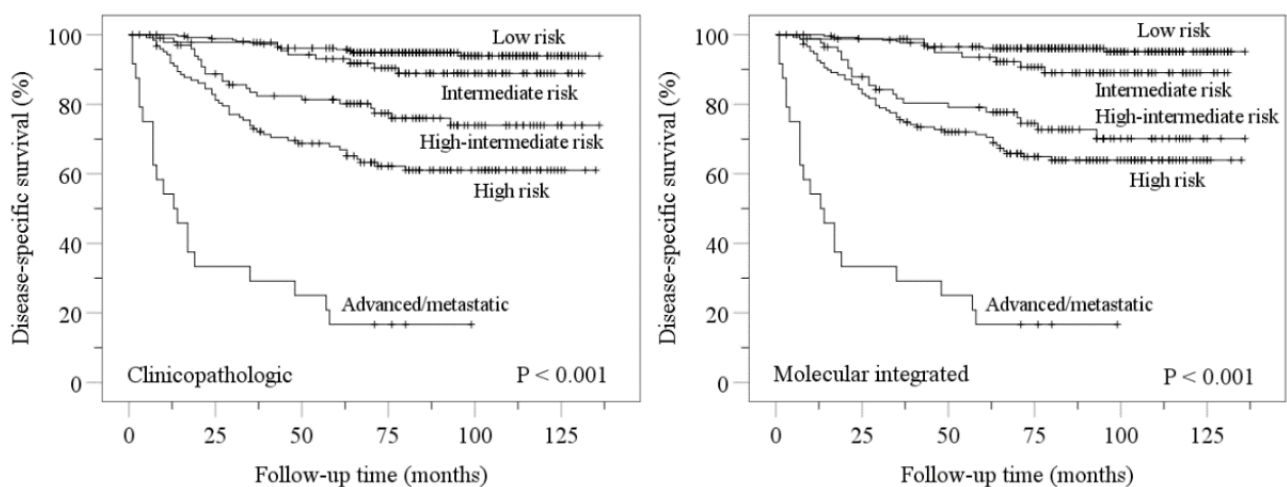 Disease-specific survival (%)
100
80
60
40
20
0
Low risk
Intermediate risk
High-intermediate risk
High risk
Advanced/metastatic
Clinicopathologic
P < 0.001
0 25 50 75 100 125
Follow-up time (months)
Disease-specific survival (%)
100
80
60
40
20
0
Low risk
Intermediate risk
High-intermediate risk
High risk
Advanced/metastatic
Molecular integrated
P < 0.001
0 25 50 75 100 125
Follow-up time (months)